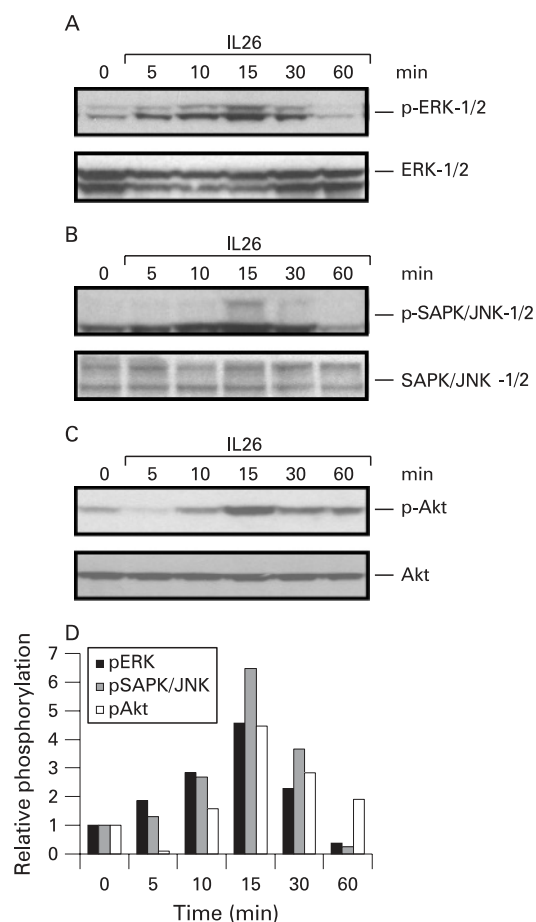 A
IL26
0 5 10 15 30 60 min
p-ERK-1/2
ERK-1/2
B
IL26
0 5 10 15 30 60 min
p-SAPK/JNK-1/2
SAPK/JNK -1/2
C
IL26
0 5 10 15 30 60 min
p-Akt
Akt
D
Relative phosphorylation
7
6
5
4
3
2
1
0
pERK
pSAPK/JNK
pAkt
0 5 10 15 30 60
Time (min)